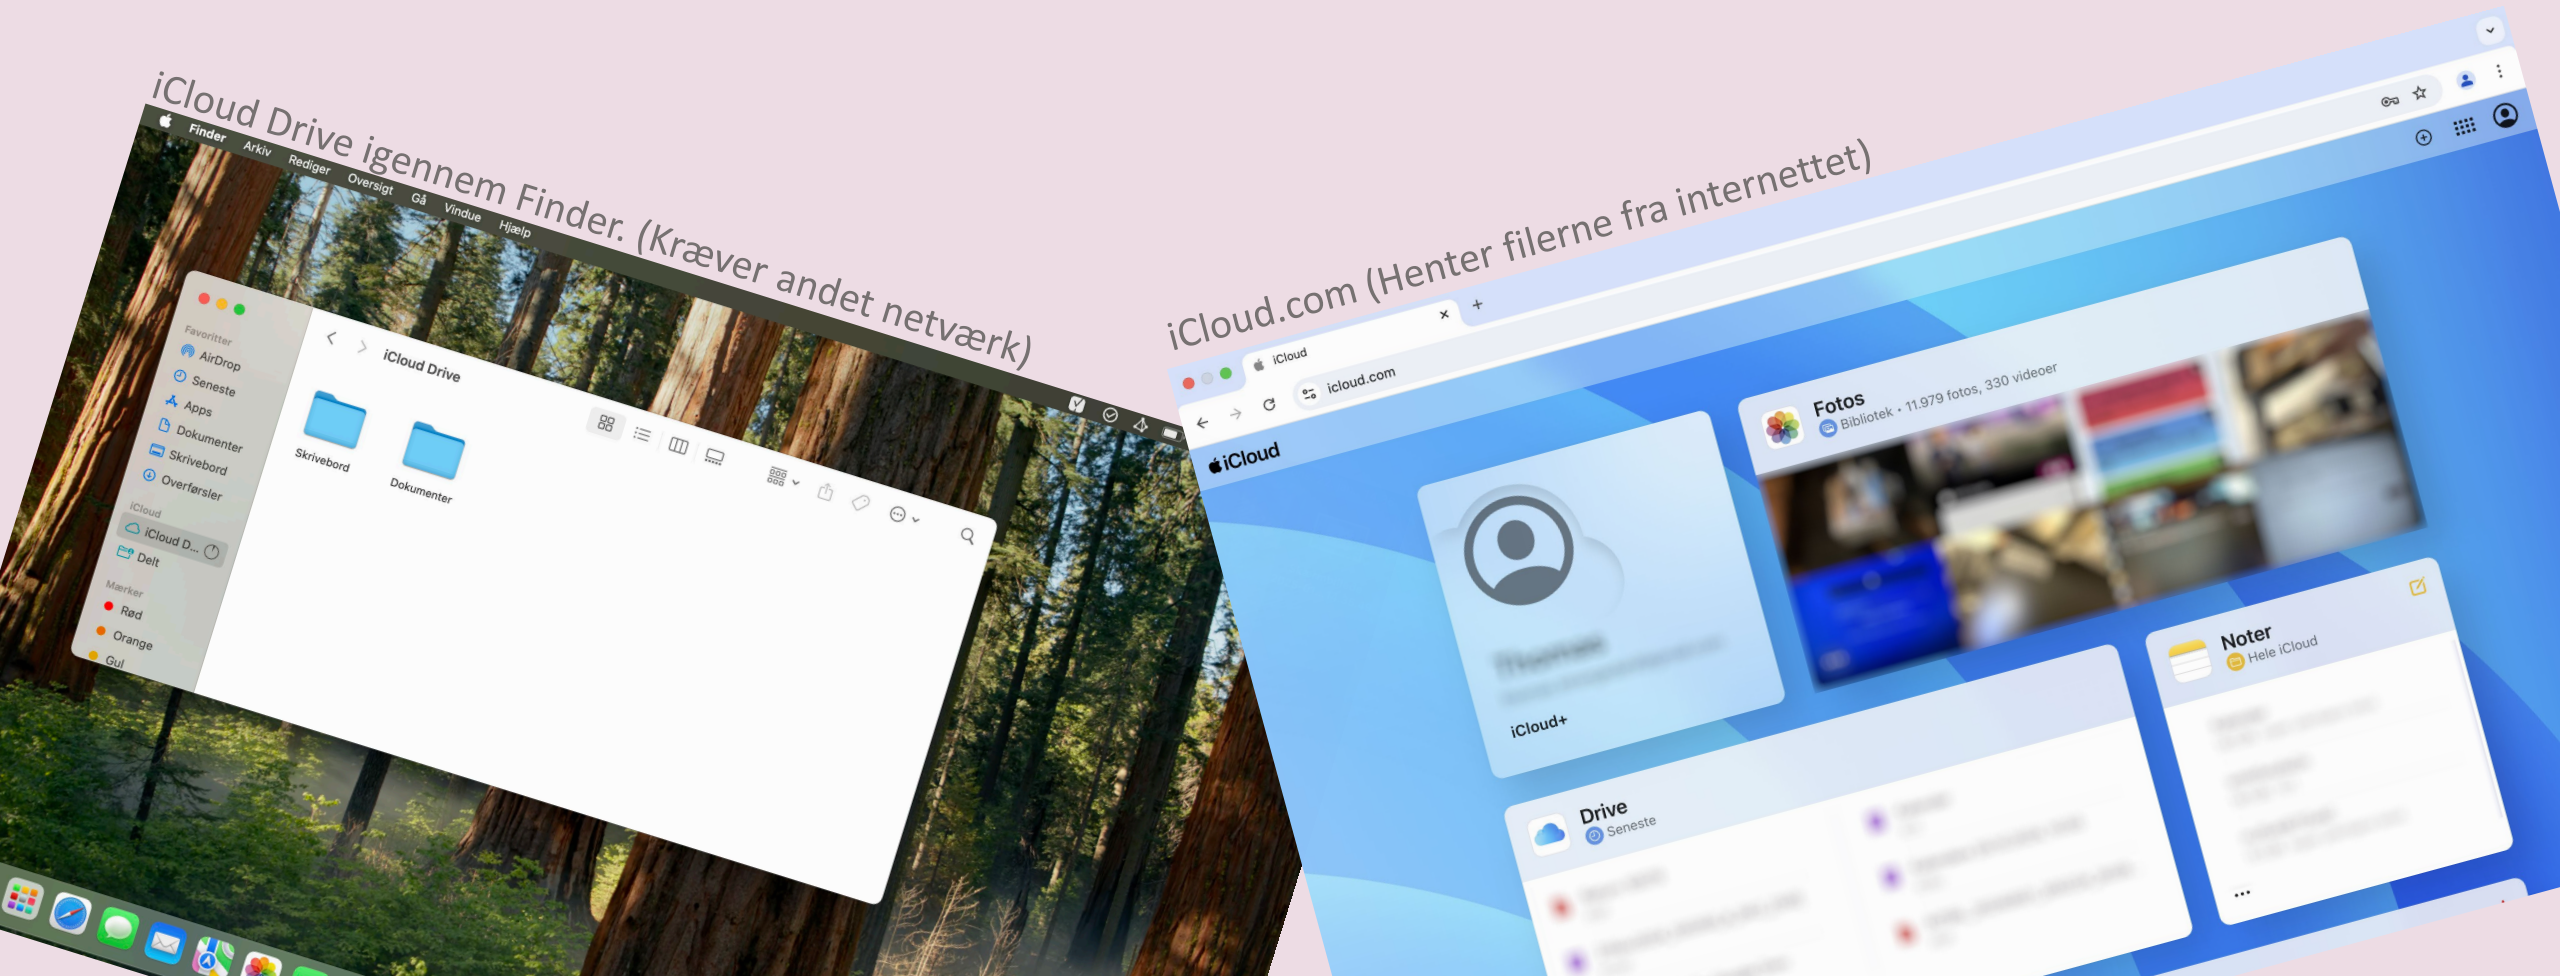 iCloud Drive igennem Finder. (Kræver andet netværk)
Finder Arkiv Rediger Oversigt Gå Vindue Hjælp
Favoritter
AirDrop
Seneste
Apps
Dokumenter
Skrivebord
Overførsler
iCloud
iCloud D...
Delt
Mærker
Rød
Orange
Gul
iCloud Drive
Skrivebord
Dokumenter
iCloud.com (Henter filerne fra internettet)
iCloud
icloud.com
iCloud
iCloud+
Fotos
Bibliotek • 11.979 fotos, 330 videoer
Drive
Seneste
Noter
Hele iCloud